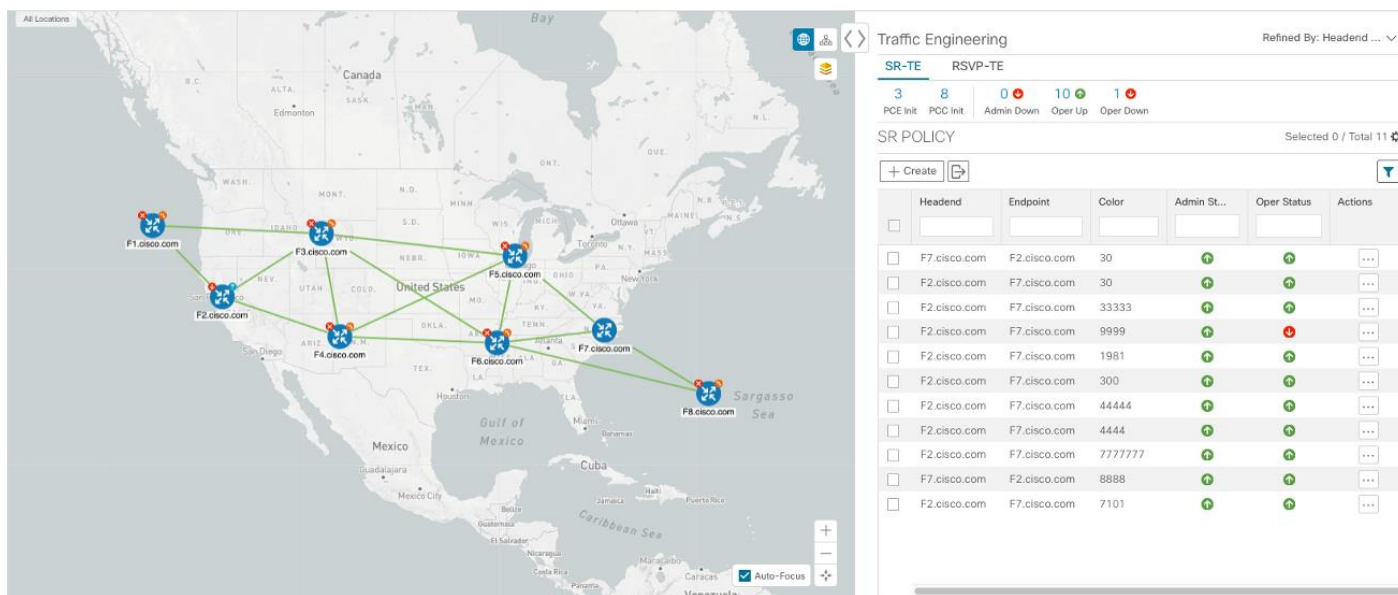 All Locations
Bay
Canada
B.C.
ALTA.
SASK.
MAN.
Edmonton
N.L.
ONT.
QUE.
WASH.
MONT.
N.D.
MINN.
N.B.
P.E.I.
ORE.
IDAHO
WYO.
S.D.
WIS.
MICH.
Ottawa
MAINE
N.S.
F1.cisco.com
F3.cisco.com
Toronto
VT.
N.Y.
MASS.
NEBR.
IOWA
F5.cisco.com
OHIO
PA.
New York
NEV.
UTAH
COLO.
United States
MO.
W.VA.
VA.
F2.cisco.com
KY.
OKLA.
TENN.
ARIZ.
N.M.
F4.cisco.com
San Diego
F6.cisco.com
ALA.
Atlanta
GA.
F7.cisco.com
TEX.
LA.
Houston
FLA.
F8.cisco.com
Sargasso
Sea
Gulf of
Mexico
Miami
Bahamas
Mexico
Guadalajara
Cuba
Mexico City
Haiti
Jamaica
Puerto Rico
Belize
Guatemala
El Salvador
Caribbean Sea
Nicaragua
Costa Rica
Panama
Maracaibo
Caracas
Venezuela
Auto-Focus
Traffic Engineering
Refined By: Headend ...
SR-TE RSVP-TE
3 8 0 10 1
PCE Init PCC Init Admin Down Oper Up Oper Down
SR POLICY
Selected 0 / Total 11
+ Create
Headend Endpoint Color Admin St... Oper Status Actions
F7.cisco.com F2.cisco.com 30 ...
F2.cisco.com F7.cisco.com 30 ...
F2.cisco.com F7.cisco.com 33333 ...
F2.cisco.com F7.cisco.com 9999 ...
F2.cisco.com F7.cisco.com 1981 ...
F2.cisco.com F7.cisco.com 300 ...
F2.cisco.com F7.cisco.com 44444 ...
F2.cisco.com F7.cisco.com 4444 ...
F2.cisco.com F7.cisco.com 7777777 ...
F7.cisco.com F2.cisco.com 8888 ...
F2.cisco.com F7.cisco.com 7101 ...